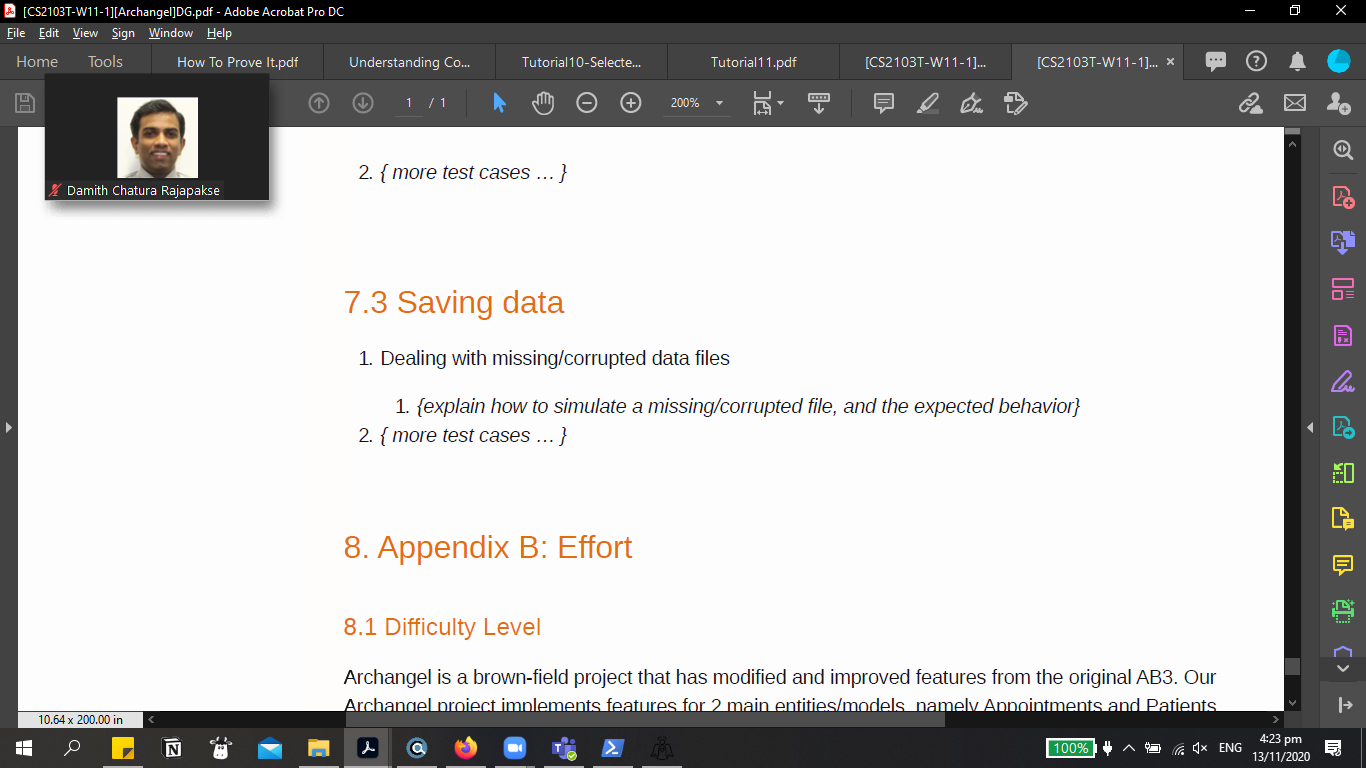 [CS2103T-W11-1][Archangel]DG.pdf - Adobe Acrobat Pro DC
File Edit View Sign Window Help
Home Tools How To Prove It.pdf Understanding Co... Tutorial10-Selecte... Tutorial11.pdf [CS2103T-W11-1]... [CS2103T-W11-1]... ×
1 / 1 200%
Damith Chatura Rajapakse
2. { more test cases … }
7.3 Saving data
1. Dealing with missing/corrupted data files
1. {explain how to simulate a missing/corrupted file, and the expected behavior}
2. { more test cases … }
8. Appendix B: Effort
8.1 Difficulty Level
Archangel is a brown-field project that has modified and improved features from the original AB3. Our
Archangel project implements features for 2 main entities/models, namely Appointments and Patients
10.64 x 200.00 in
100% ENG 4:23 pm
13/11/2020